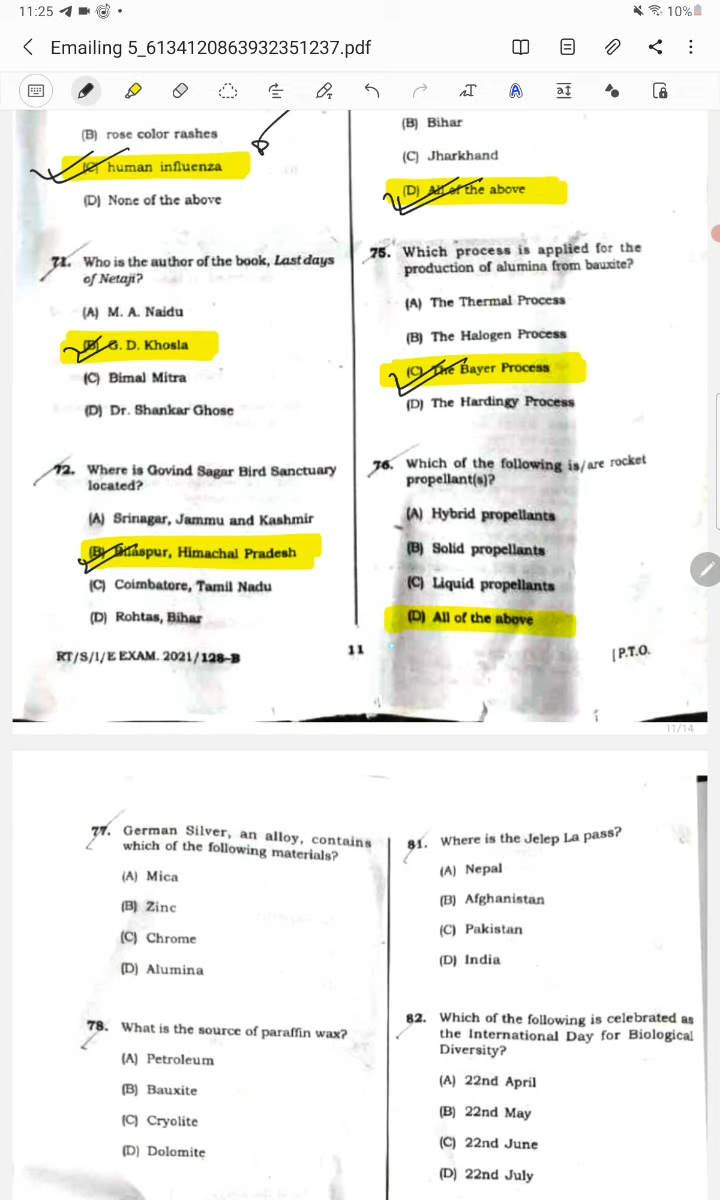 11:25
10%
Emailing 5_6134120863932351237.pdf
(B) rose color rashes
(C) human influenza
(D) None of the above
71. Who is the author of the book, Last days
of Netaji?
(A) M. A. Naidu
(B) G. D. Khosla
(C) Bimal Mitra
(D) Dr. Shankar Ghose
72. Where is Govind Sagar Bird Sanctuary
located?
(A) Srinagar, Jammu and Kashmir
(B) Bilaspur, Himachal Pradesh
(C) Coimbatore, Tamil Nadu
(D) Rohtas, Bihar
RT/S/I/E EXAM. 2021/128-B
(B) Bihar
(C) Jharkhand
(D) All of the above
75. Which process is applied for the
production of alumina from bauxite?
(A) The Thermal Process
(B) The Halogen Process
(C) The Bayer Process
(D) The Hardingy Process
76. Which of the following is/are rocket
propellant(s)?
(A) Hybrid propellants
(B) Solid propellants
(C) Liquid propellants
(D) All of the above
11
[P.T.O.
11/14
77. German Silver, an alloy, contains
which of the following materials?
(A) Mica
(B) Zinc
(C) Chrome
(D) Alumina
78. What is the source of paraffin wax?
(A) Petroleum
(B) Bauxite
(C) Cryolite
(D) Dolomite
81. Where is the Jelep La pass?
(A) Nepal
(B) Afghanistan
(C) Pakistan
(D) India
82. Which of the following is celebrated as
the International Day for Biological
Diversity?
(A) 22nd April
(B) 22nd May
(C) 22nd June
(D) 22nd July